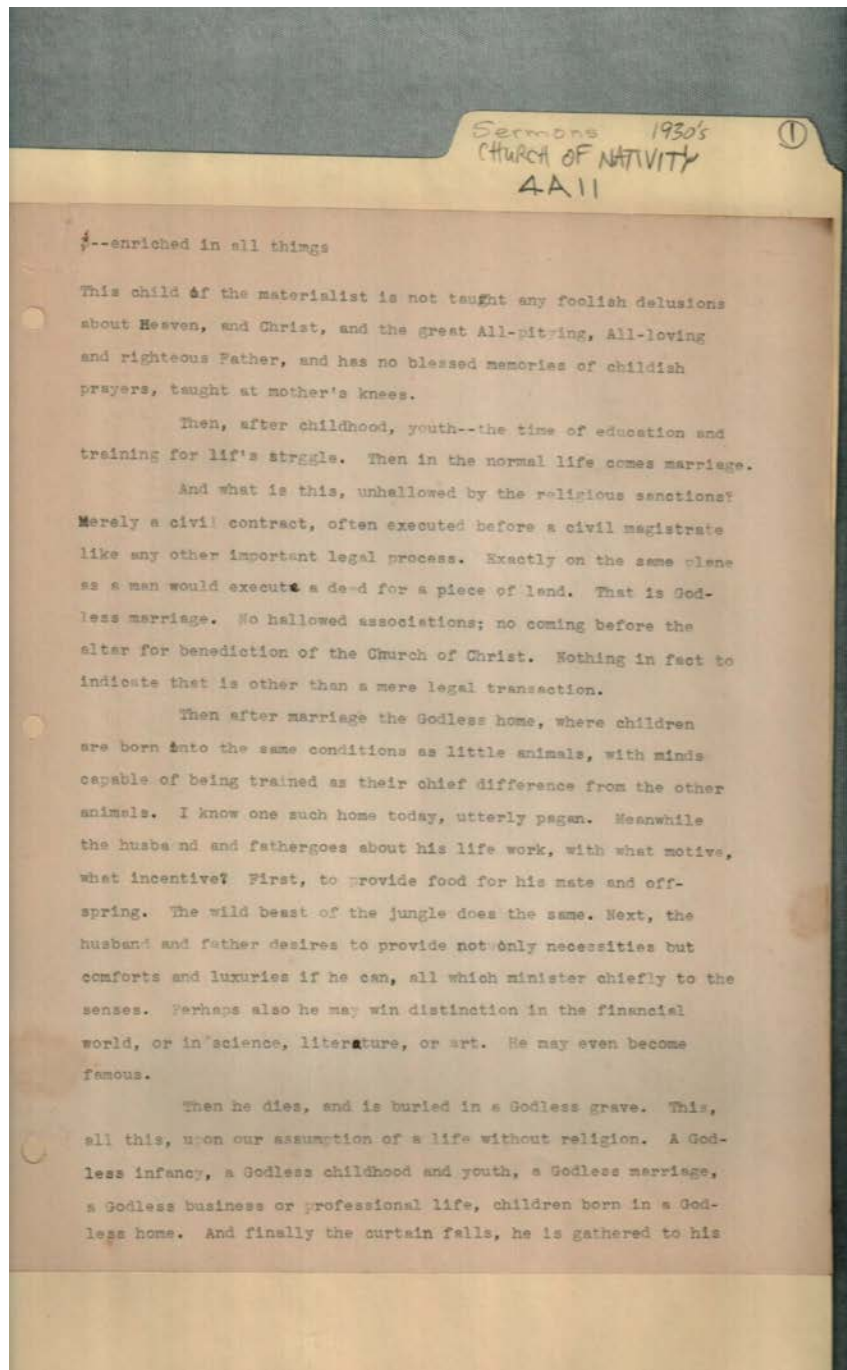 Sermons 1930's
CHURCH OF NATIVITY
4A11
1
--enriched in all thimgs
This child of the materialist is not taught any foolish delusions
about Heaven, and Christ, and the great All-pitying, All-loving
and righteous Father, and has no blessed memories of childish
prayers, taught at mother's knees.
Then, after childhood, youth--the time of education and
training for lif's strggle. Then in the normal life comes marriage.
And what is this, unhallowed by the religious sanctions?
Merely a civil contract, often executed before a civil magistrate
like any other important legal process. Exactly on the same plane
as a man would execute a deed for a piece of land. That is God-
less marriage. No hallowed associations; no coming before the
altar for benediction of the Church of Christ. Nothing in fact to
indicate that is other than a mere legal transaction.
Then after marriage the Godless home, where children
are born into the same conditions as little animals, with minds
capable of being trained as their chief difference from the other
animals. I know one such home today, utterly pagan. Meanwhile
the husba nd and fathergoes about his life work, with what motive,
what incentive? First, to provide food for his mate and off-
spring. The wild beast of the jungle does the same. Next, the
husband and father desires to provide not only necessities but
comforts and luxuries if he can, all which minister chiefly to the
senses. Perhaps also he may win distinction in the financial
world, or in science, literature, or art. He may even become
famous.
Then he dies, and is buried in a Godless grave. This,
all this, upon our assumption of a life without religion. A God-
less infancy, a Godless childhood and youth, a Godless marriage,
a Godless business or professional life, children born in a God-
less home. And finally the curtain falls, he is gathered to his